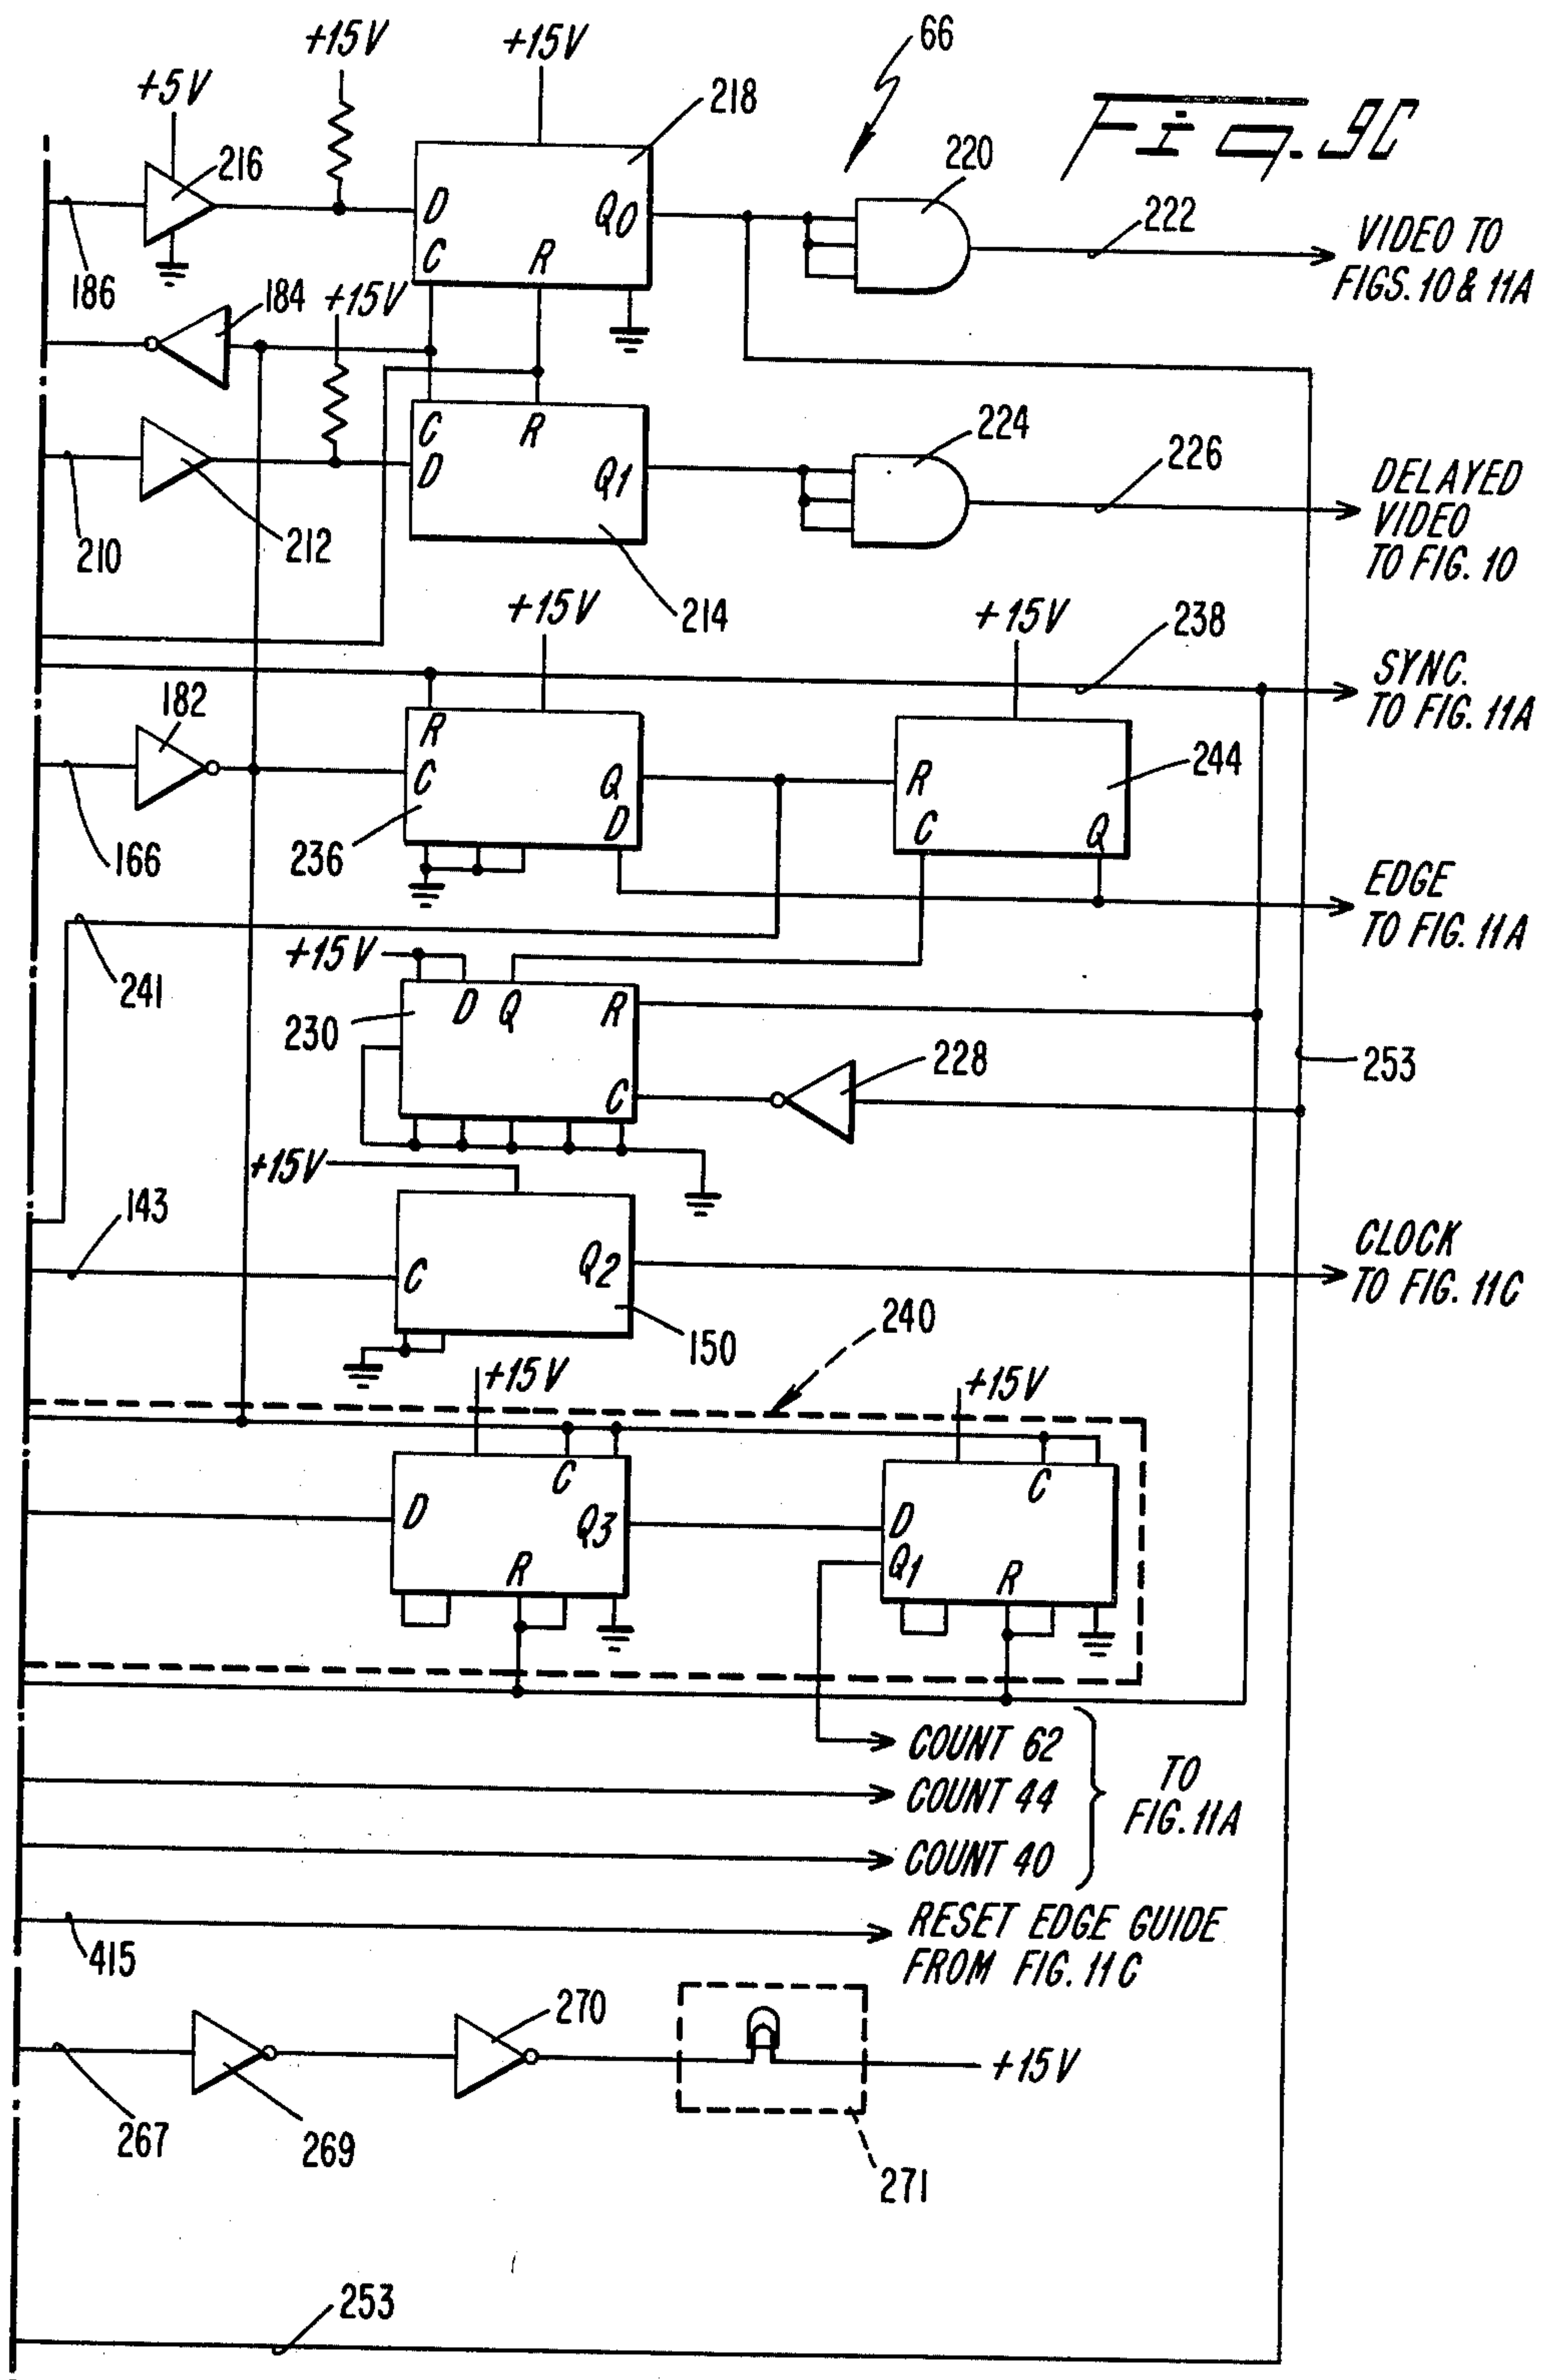 +15V
+15V
66
Fig. 9C
+5V
218
216
220
D
Q0
222
VIDEO TO
FIGS. 10 & 11A
C
R
186
184
+15V
C
R
224
226
D
Q1
DELAYED
VIDEO
TO FIG. 10
210
212
214
+15V
+15V
238
SYNC.
TO FIG. 11A
182
R
C
Q
D
R
C
Q
244
166
236
EDGE
TO FIG. 11A
241
+15V
D
Q
R
230
228
253
C
+15V
143
C
Q2
CLOCK
TO FIG. 11C
240
150
+15V
+15V
C
C
D
Q3
D
Q1
R
R
COUNT 62
COUNT 44
COUNT 40
TO
FIG. 11A
RESET EDGE GUIDE
FROM FIG. 11C
415
270
+15V
267
269
271
253